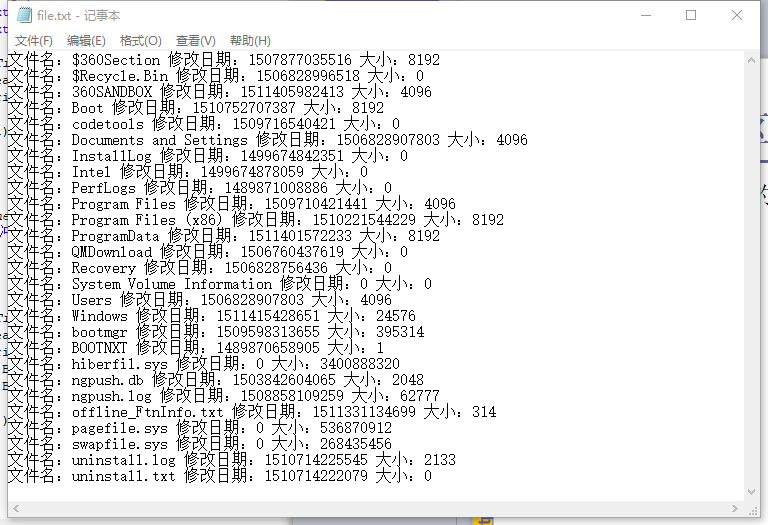 file.txt - 记事本
文件(F) 编辑(E) 格式(O) 查看(V) 帮助(H)
文件名：$360Section 修改日期：1507877035516 大小：8192
文件名：$Recycle.Bin 修改日期：1506828996518 大小：0
文件名：360SANDBOX 修改日期：1511405982413 大小：4096
文件名：Boot 修改日期：1510752707387 大小：8192
文件名：codetools 修改日期：1509716540421 大小：0
文件名：Documents and Settings 修改日期：1506828907803 大小：4096
文件名：InstallLog 修改日期：1499674842351 大小：0
文件名：Intel 修改日期：1499674878059 大小：0
文件名：PerfLogs 修改日期：1489871008886 大小：0
文件名：Program Files 修改日期：1509710421441 大小：4096
文件名：Program Files (x86) 修改日期：1510221544229 大小：8192
文件名：ProgramData 修改日期：1511401572233 大小：8192
文件名：QMDownload 修改日期：1506760437619 大小：0
文件名：Recovery 修改日期：1506828756436 大小：0
文件名：System Volume Information 修改日期：0 大小：0
文件名：Users 修改日期：1506828907803 大小：4096
文件名：Windows 修改日期：1511415428651 大小：24576
文件名：bootmgr 修改日期：1509598313655 大小：395314
文件名：BOOTNXT 修改日期：1489870658905 大小：1
文件名：hiberfil.sys 修改日期：0 大小：3400888320
文件名：ngpush.db 修改日期：1503842604065 大小：2048
文件名：ngpush.log 修改日期：1508858109259 大小：62777
文件名：offline_FtnInfo.txt 修改日期：1511331134699 大小：314
文件名：pagefile.sys 修改日期：0 大小：536870912
文件名：swapfile.sys 修改日期：0 大小：268435456
文件名：uninstall.log 修改日期：1510714225545 大小：2133
文件名：uninstall.txt 修改日期：1510714222079 大小：0